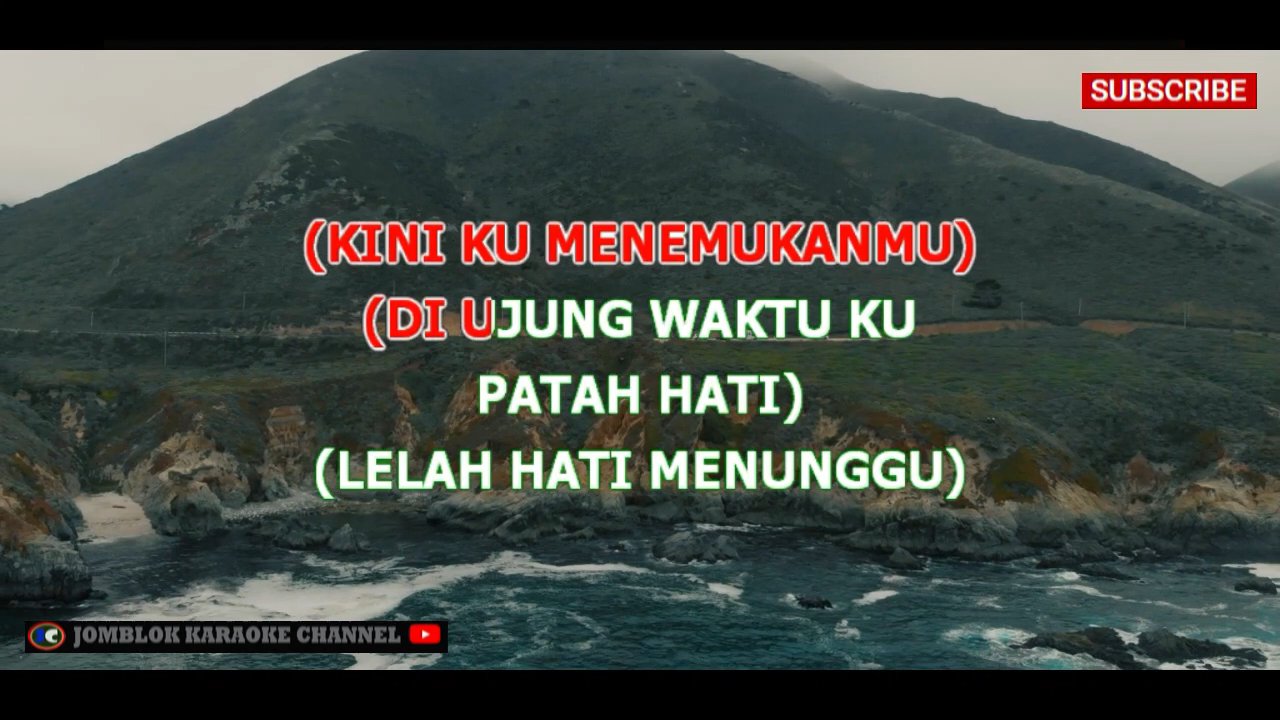 SUBSCRIBE
(KINI KU MENEMUKANMU)
(DI UJUNG WAKTU KU
PATAH HATI)
(LELAH HATI MENUNGGU)
JOMBLOK KARAOKE CHANNEL